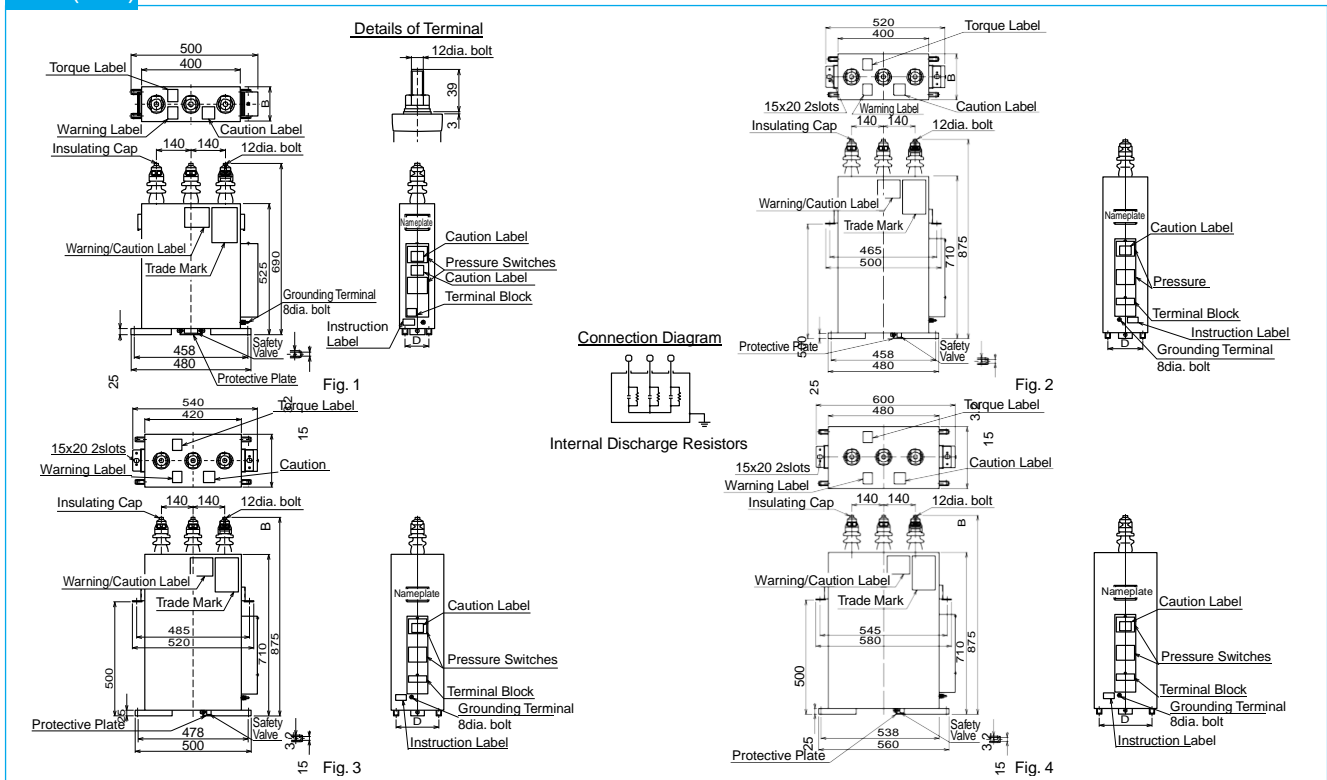 Details of Terminal
12dia. bolt
39
3
500
400
Torque Label
B
Warning Label
Caution Label
Insulating Cap
140
140
12dia. bolt
Warning/Caution Label
Trade Mark
525
690
Grounding Terminal
8dia. bolt
458
480
25
Safety
Valve
Protective Plate
3.2
15
Fig. 1
Nameplate
Caution Label
Pressure Switches
Caution Label
Terminal Block
Instruction
Label
D
520
400
Torque Label
B
15x20 2slots
Warning Label
Caution Label
Insulating Cap
140
140
12dia. bolt
Warning/Caution Label
Trade Mark
465
500
710
875
500
Protective Plate
Safety
Valve
458
480
25
3.2
15
Fig. 2
Nameplate
Caution Label
Pressure
Terminal Block
Instruction Label
Grounding Terminal
8dia. bolt
D
Connection Diagram
Internal Discharge Resistors
540
420
Torque Label
15x20 2slots
Warning Label
Caution
Insulating Cap
140
140
12dia. bolt
B
Warning/Caution Label
Trade Mark
485
520
710
875
500
25
Protective Plate
Safety
Valve
478
500
3.2
15
Fig. 3
Nameplate
Caution Label
Pressure Switches
Terminal Block
Grounding Terminal
8dia. bolt
D
Instruction Label
600
480
Torque Label
15x20 2slots
Warning Label
Caution Label
Insulating Cap
140
140
12dia. bolt
B
Warning/Caution Label
Trade Mark
545
580
710
875
500
25
Safety
Valve
Protective Plate
538
560
3.2
15
Fig. 4
Nameplate
Caution Label
Pressure Switches
Terminal Block
Grounding Terminal
8dia. bolt
D
Instruction Label